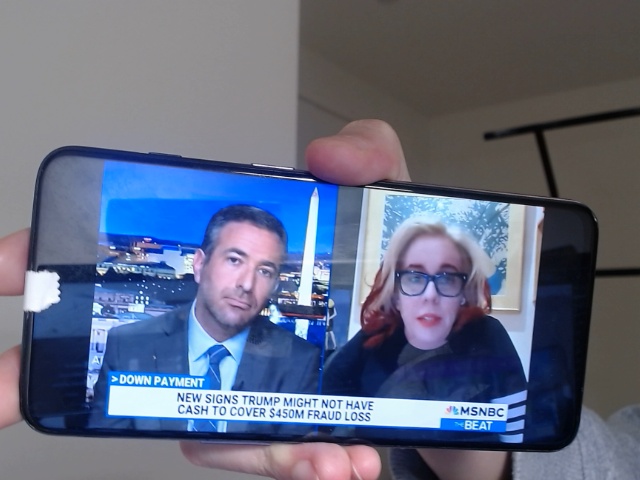 > DOWN PAYMENT
NEW SIGNS TRUMP MIGHT NOT HAVE
CASH TO COVER $450M FRAUD LOSS
MSNBC
THE BEAT